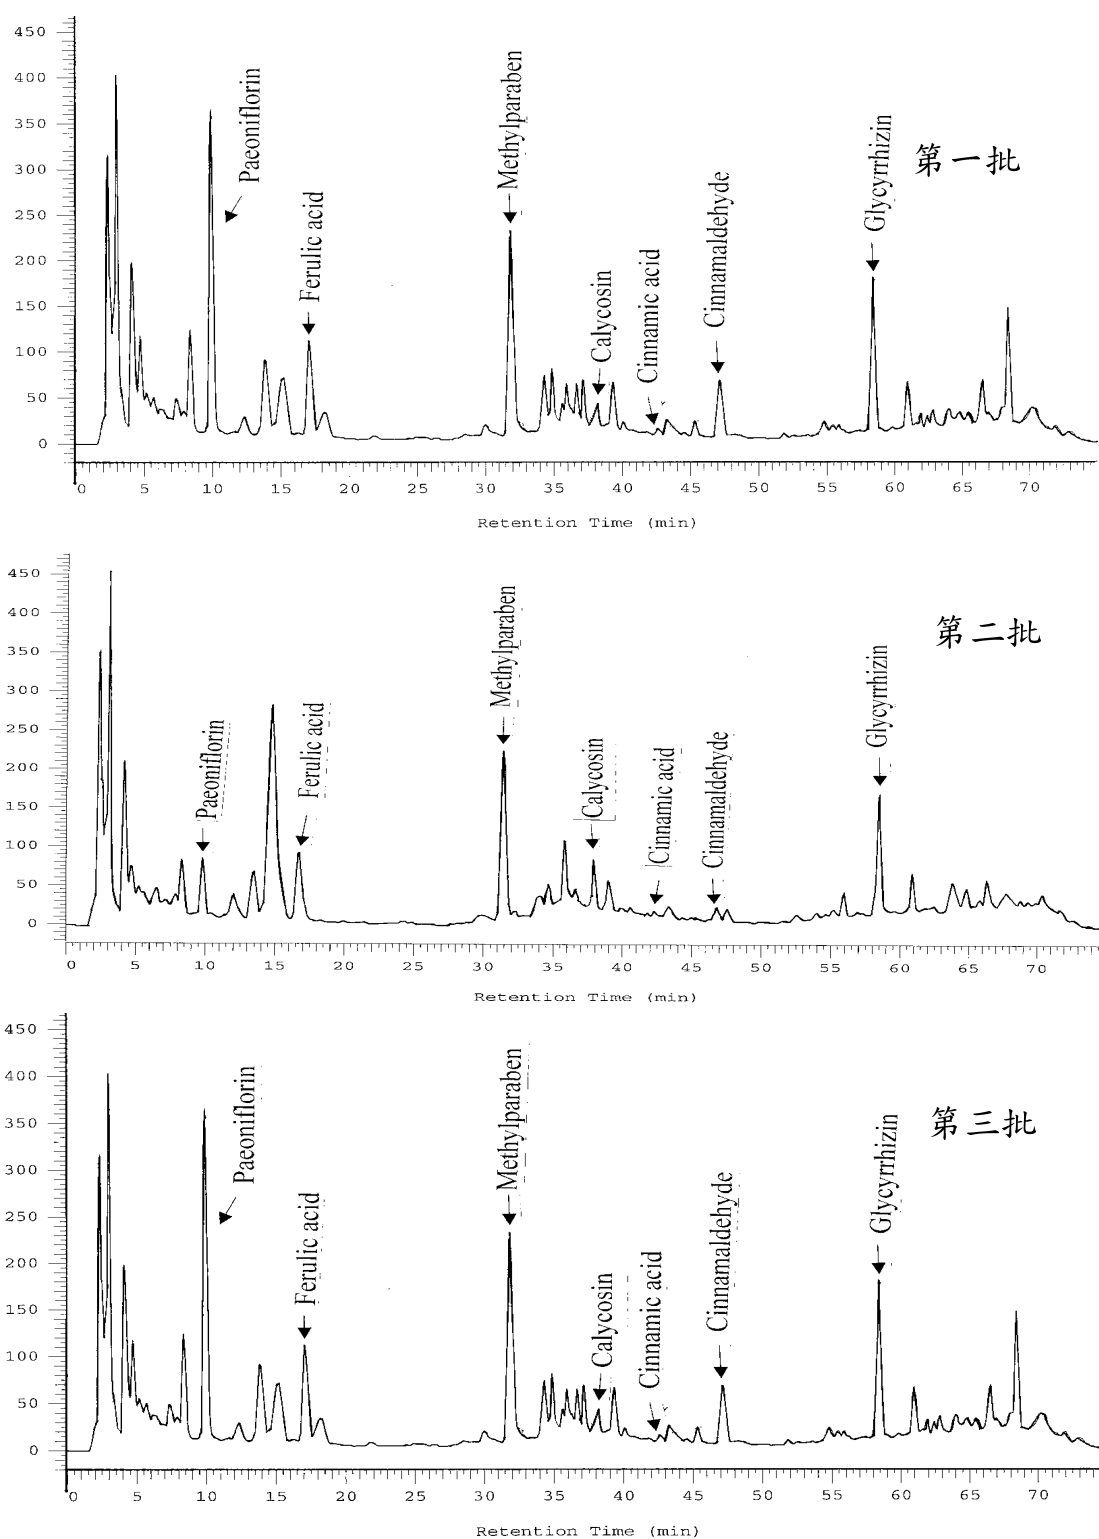 450
400
350
300
250
200
150
100
50
0
Paeoniflorin
Ferulic acid
Methylparaben
Calycosin
Cinnamic acid
Cinnamaldehyde
Glycyrrhizin
第一批
0 5 10 15 20 25 30 35 40 45 50 55 60 65 70
Retention Time (min)
450
400
350
300
250
200
150
100
50
0
Paeoniflorin
Ferulic acid
Methylparaben
Calycosin
Cinnamic acid
Cinnamaldehyde
Glycyrrhizin
第二批
0 5 10 15 20 25 30 35 40 45 50 55 60 65 70
Retention Time (min)
450
400
350
300
250
200
150
100
50
0
Paeoniflorin
Ferulic acid
Methylparaben
Calycosin
Cinnamic acid
Cinnamaldehyde
Glycyrrhizin
第三批
0 5 10 15 20 25 30 35 40 45 50 55 60 65 70
Retention Time (min)